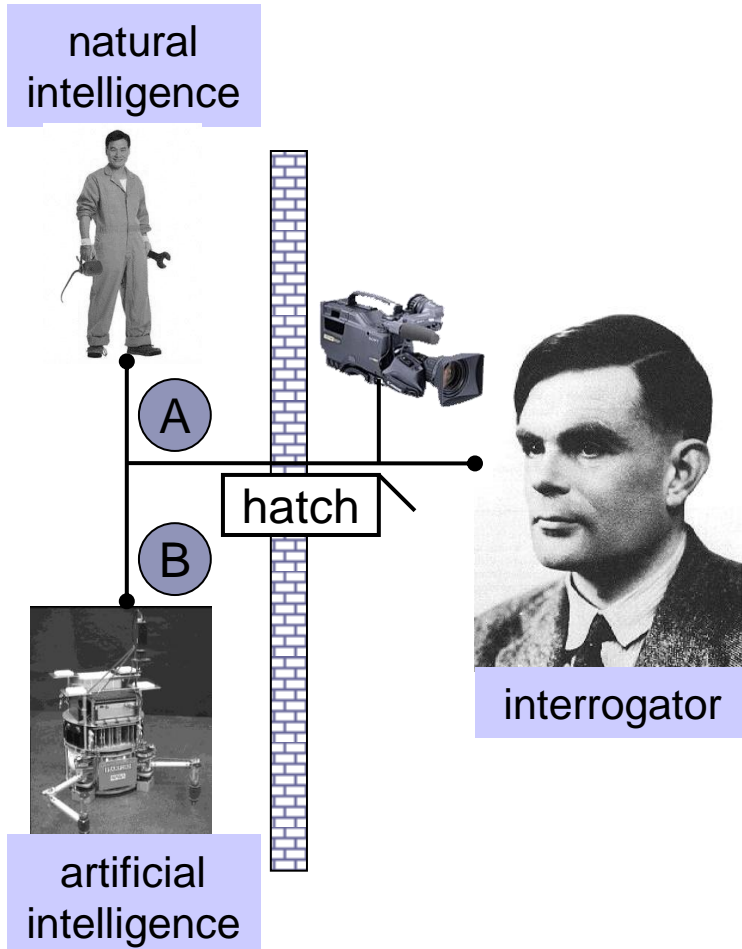 natural
intelligence
A
hatch
B
interrogator
artificial
intelligence